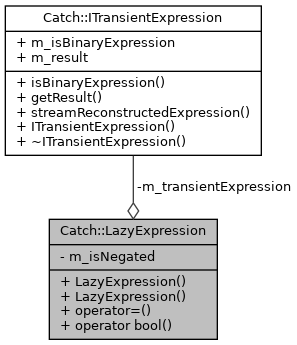 Catch::ITransientExpression
+ m_isBinaryExpression
+ m_result
+ isBinaryExpression()
+ getResult()
+ streamReconstructedExpression()
+ ITransientExpression()
+ ~ITransientExpression()
-m_transientExpression
Catch::LazyExpression
- m_isNegated
+ LazyExpression()
+ LazyExpression()
+ operator=()
+ operator bool()